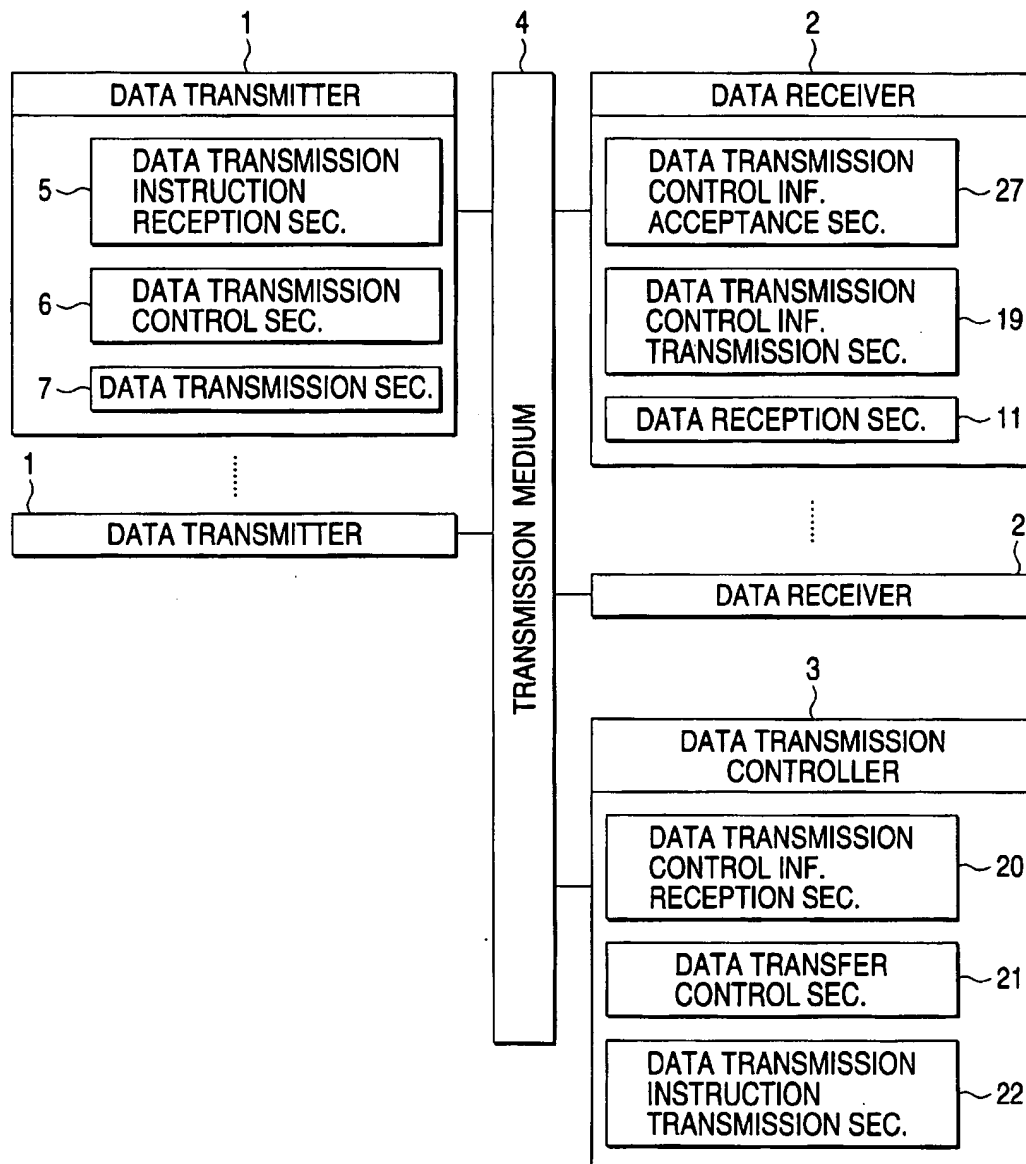 1
DATA TRANSMITTER
5
DATA TRANSMISSION
INSTRUCTION
RECEPTION SEC.
6
DATA TRANSMISSION
CONTROL SEC.
7
DATA TRANSMISSION SEC.
1
DATA TRANSMITTER
4
TRANSMISSION MEDIUM
2
DATA RECEIVER
DATA TRANSMISSION
CONTROL INF.
ACCEPTANCE SEC.
27
DATA TRANSMISSION
CONTROL INF.
TRANSMISSION SEC.
19
DATA RECEPTION SEC.
11
2
DATA RECEIVER
3
DATA TRANSMISSION
CONTROLLER
DATA TRANSMISSION
CONTROL INF.
RECEPTION SEC.
20
DATA TRANSFER
CONTROL SEC.
21
DATA TRANSMISSION
INSTRUCTION
TRANSMISSION SEC.
22